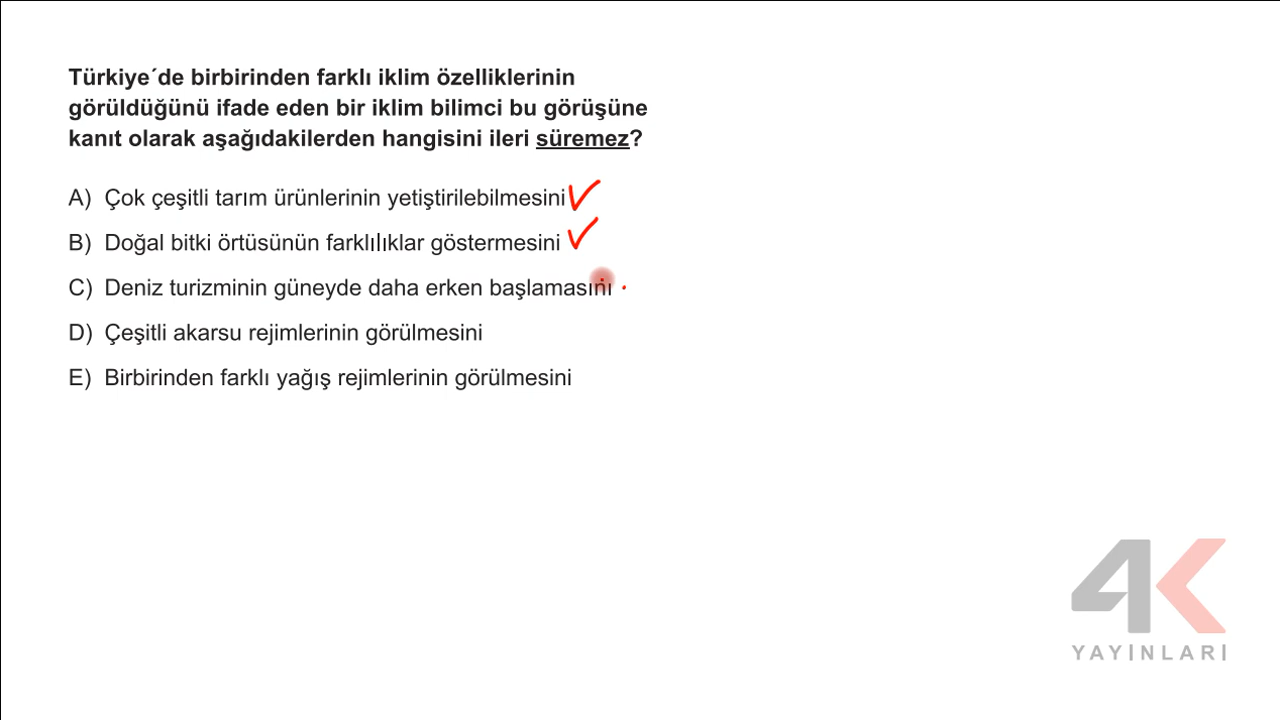 Türkiye´de birbirinden farklı iklim özelliklerinin
görüldüğünü ifade eden bir iklim bilimci bu görüşüne
kanıt olarak aşağıdakilerden hangisini ileri süremez?
A) Çok çeşitli tarım ürünlerinin yetiştirilebilmesini
B) Doğal bitki örtüsünün farklılıklar göstermesini
C) Deniz turizminin güneyde daha erken başlamasını
D) Çeşitli akarsu rejimlerinin görülmesini
E) Birbirinden farklı yağış rejimlerinin görülmesini
4K
YAYINLARI